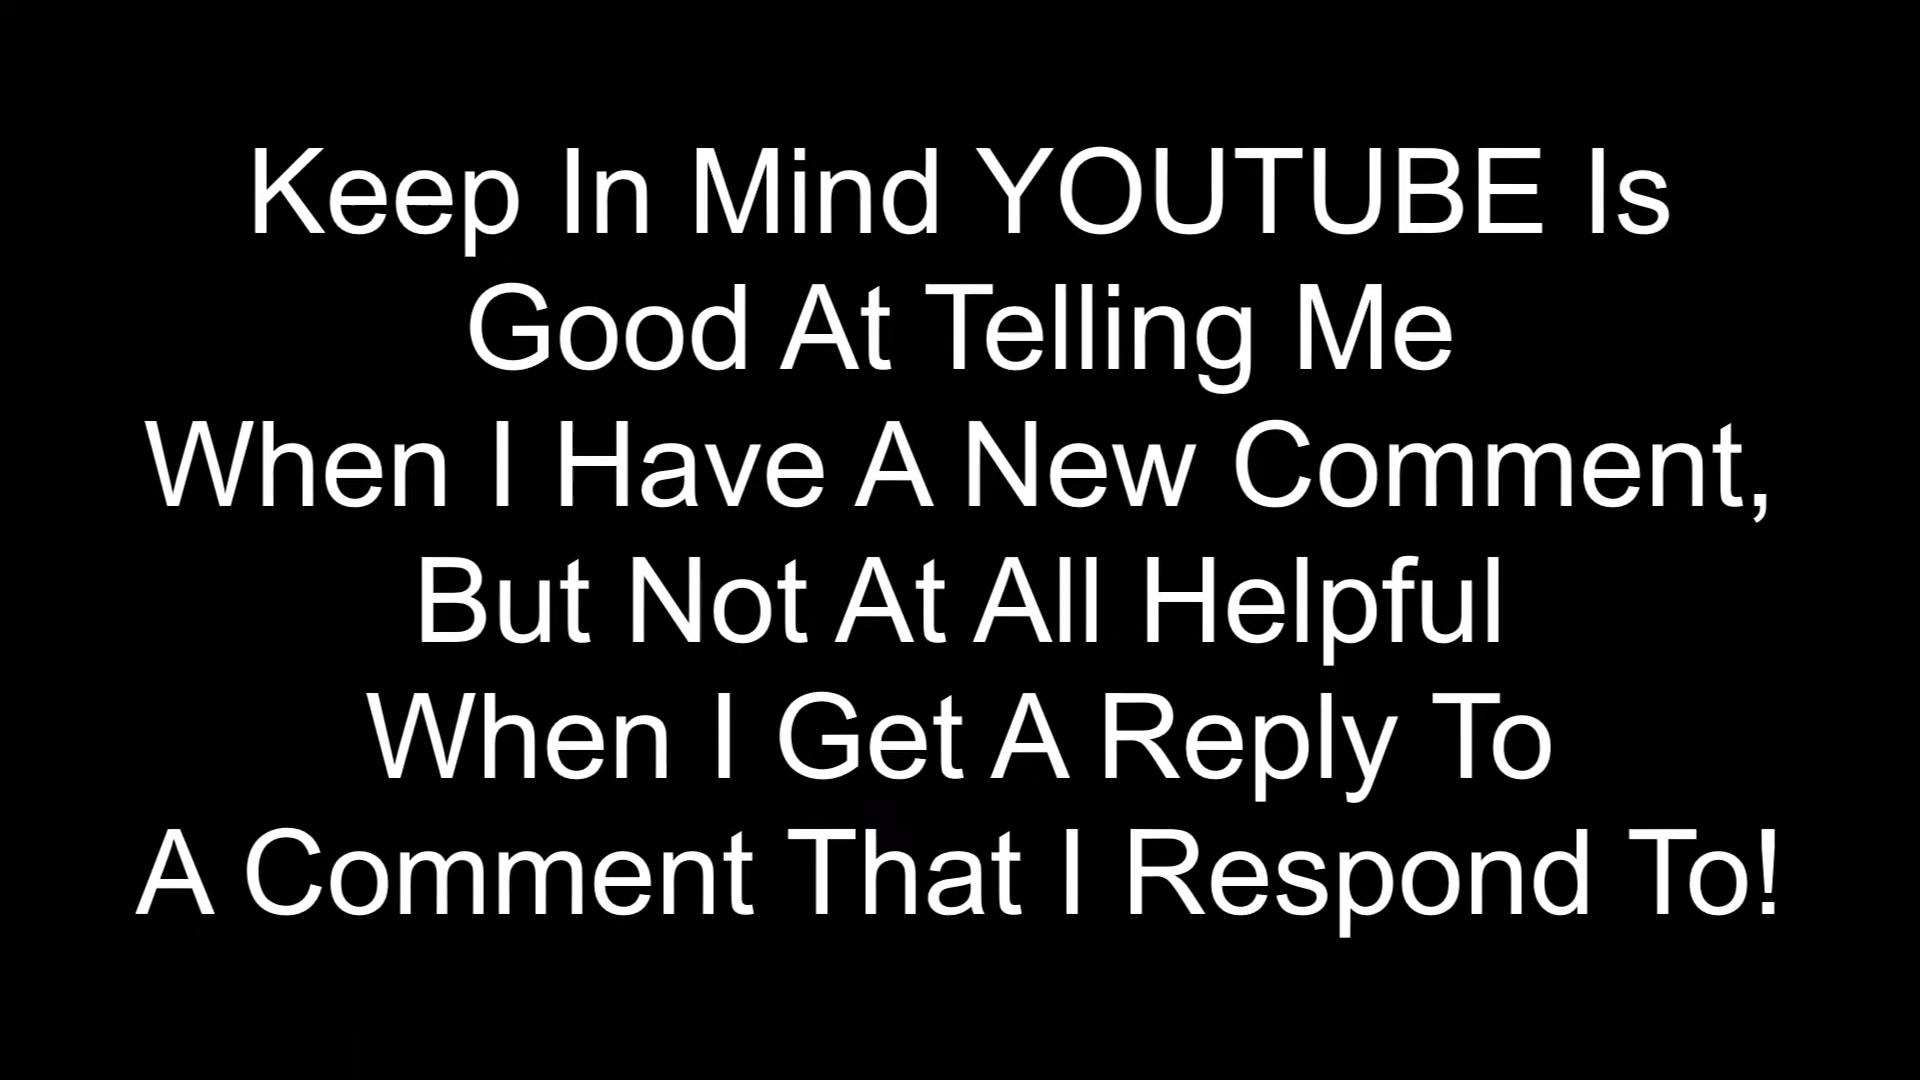 Keep In Mind YOUTUBE Is
Good At Telling Me
When I Have A New Comment,
But Not At All Helpful
When I Get A Reply To
A Comment That I Respond To!